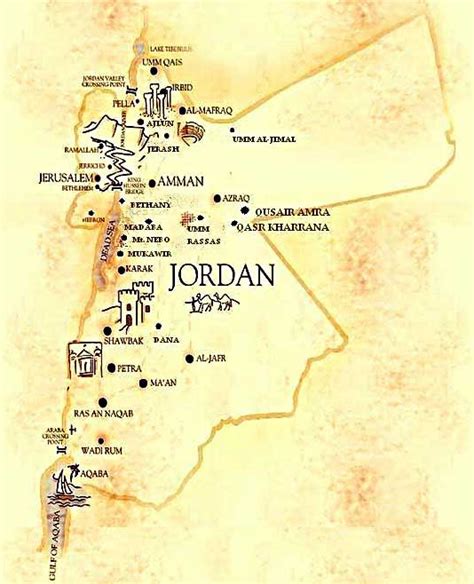 LAKE TIBERIUS
UMM QAIS
JORDAN VALLEY
CROSSING POINT
IRBID
PELLA
AL-MAFRAQ
AJLUN
UMM AL-JIMAL
JERASH
RAMALLAH
JERICHO
JERUSALEM
AMMAN
BETHLEHEM
KING
HUSSEIN
BRIDGE
BETHANY
AZRAQ
HEBRON
QUSAIR AMRA
MADABA
UMM
RASSAS
QASR KHARRANA
Mt. NEBO
DEAD SEA
MUKAWIR
KARAK
JORDAN
SHAWBAK
DANA
AL-JAFR
PETRA
MA'AN
RAS AN NAQAB
ARABA
CROSSING
POINT
WADI RUM
AQABA
GULF OF AQABA